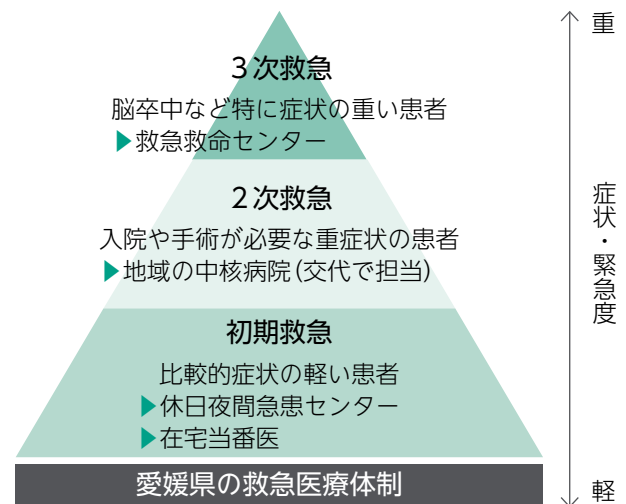 3次救急
脳卒中など特に症状の重い患者
▶救急救命センター
2次救急
入院や手術が必要な重症状の患者
▶地域の中核病院(交代で担当)
初期救急
比較的症状の軽い患者
▶休日夜間急患センター
▶在宅当番医
愛媛県の救急医療体制
重
症状・緊急度
軽